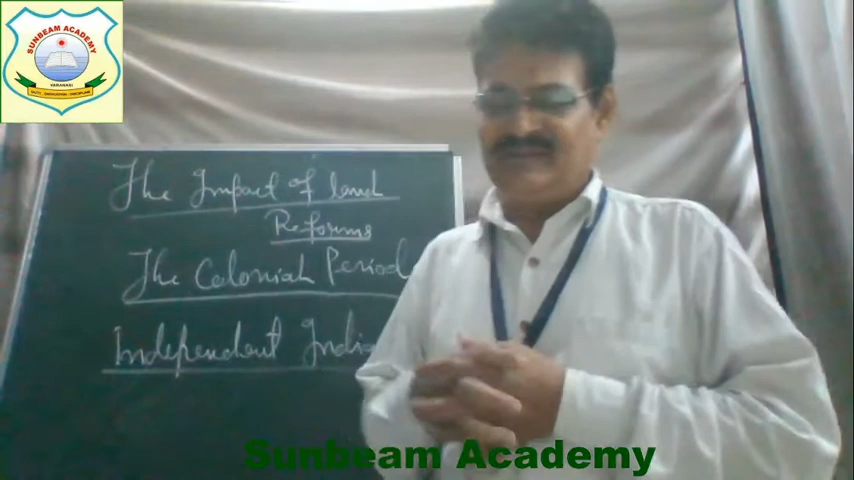 SUNBEAM ACADEMY
VARANASI
The Impact of land
Reforms
The Colonial Period
Independent India
Sunbeam Academy